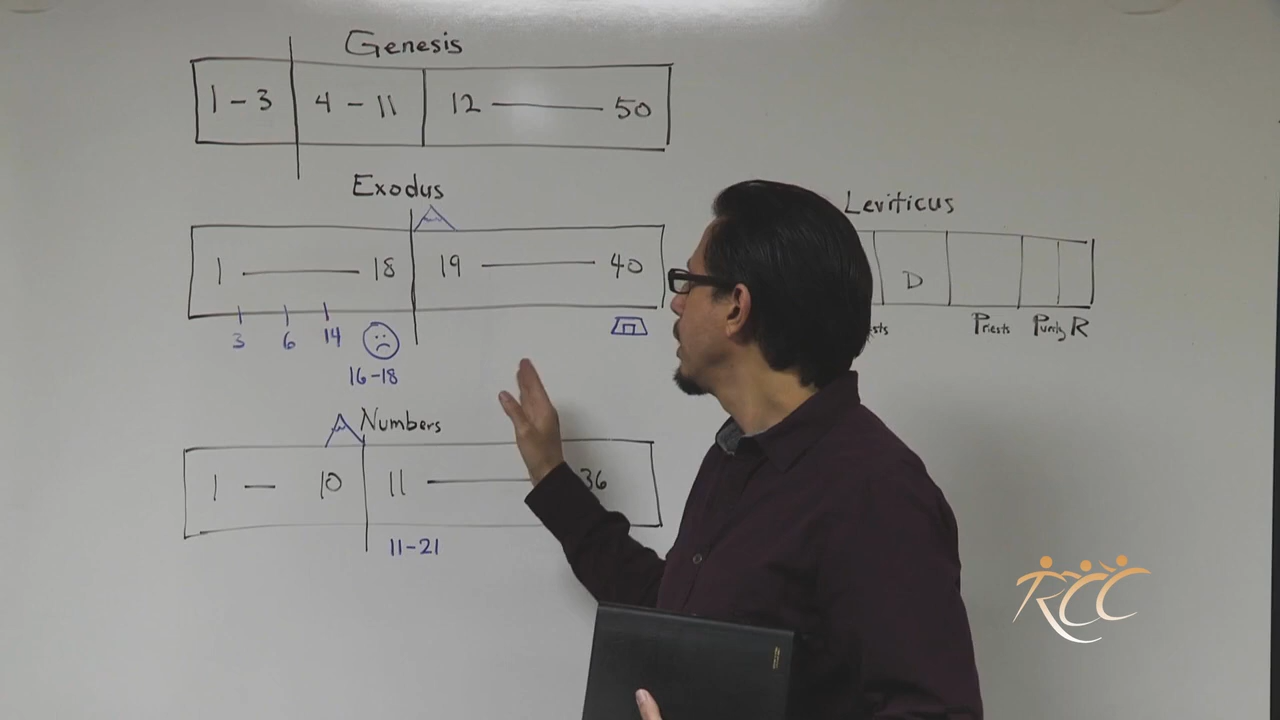 Genesis
1 – 3 4 – 11 12 — 50
Exodus
1 — 18 19 — 40
3 6 14
16-18
Numbers
1 — 10 11 — 36
11-21
Leviticus
D
Priests Purity R
RCC